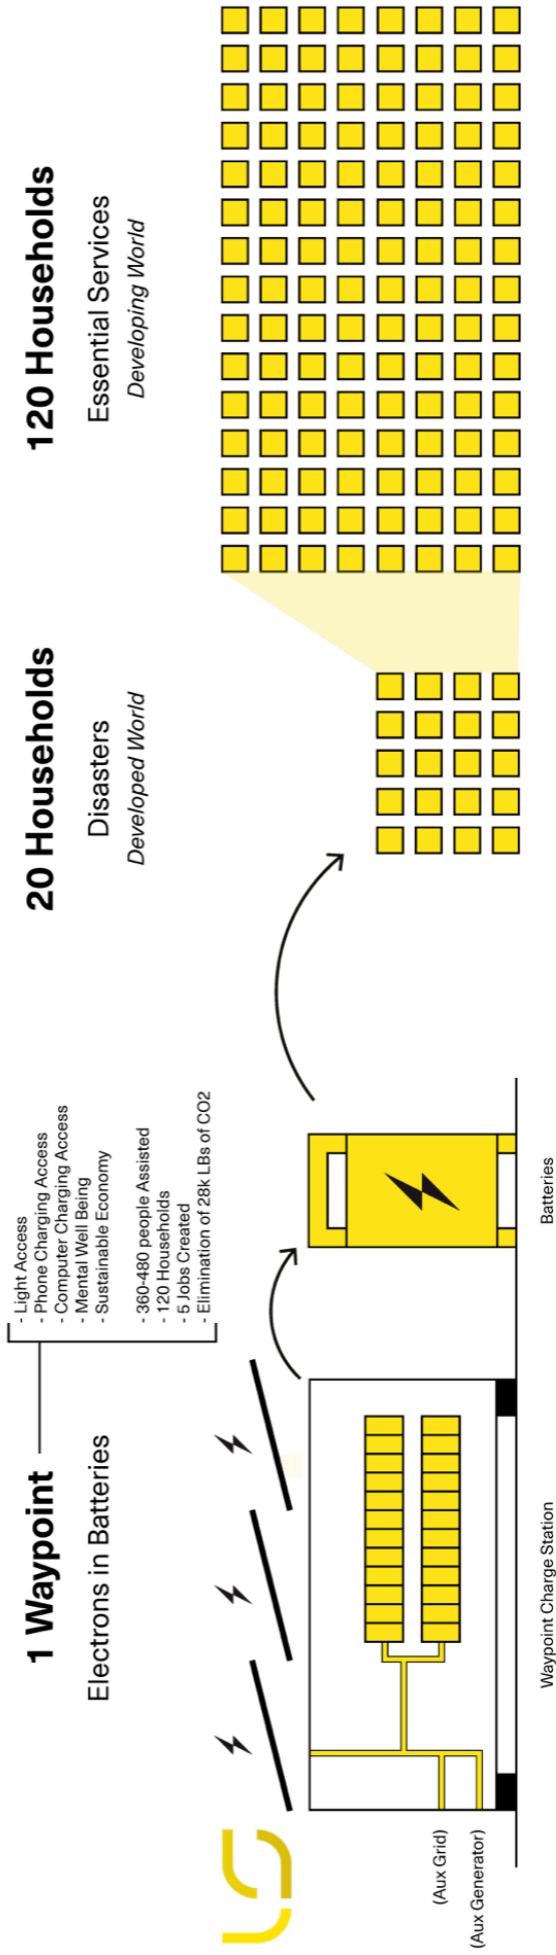 1 Waypoint
Electrons in Batteries
- Light Access
- Phone Charging Access
- Computer Charging Access
- Mental Well Being
- Sustainable Economy
- 360-480 people Assisted
- 120 Households
- 5 Jobs Created
- Elimination of 28k LBs of CO2
20 Households
Disasters
Developed World
120 Households
Essential Services
Developing World
(Aux Grid)
(Aux Generator)
Waypoint Charge Station
Batteries